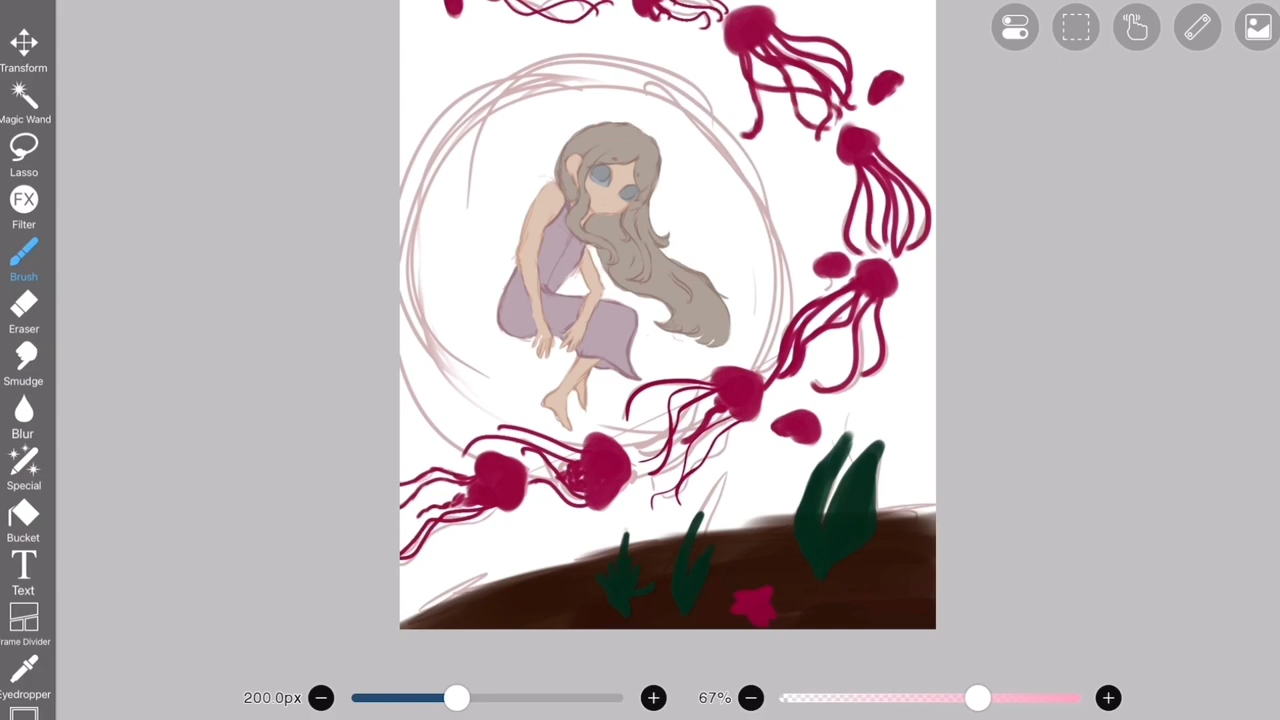 Transform
Magic Wand
Lasso
FX
Filter
Brush
Eraser
Smudge
Blur
Special
Bucket
T
Text
rame Divider
Eyedropper
200.0px
67%